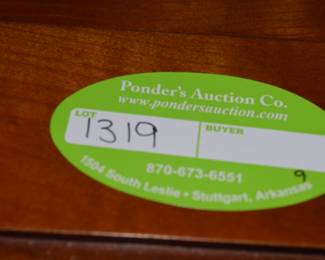 Ponder's Auction Co.
www.pondersauction.com
LOT
BUYER
1319
870-673-6551
9
1504 South Leslie • Stuttgart, Arkansas